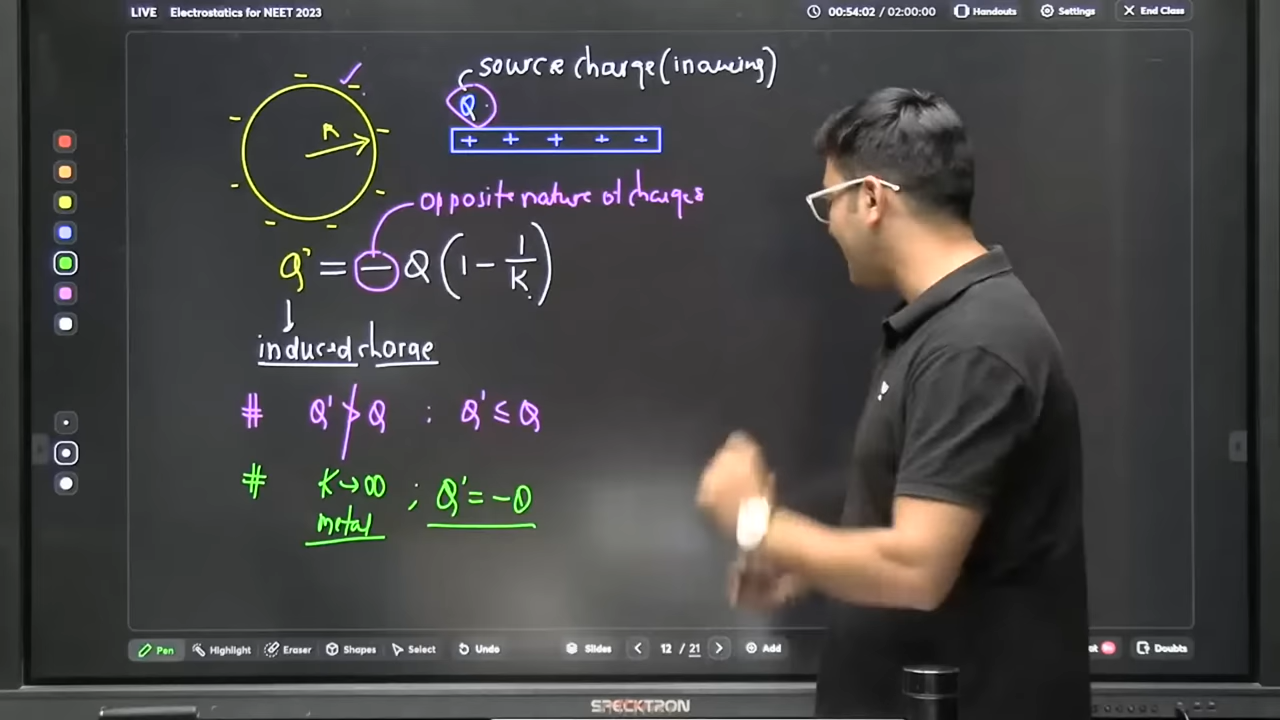 LIVE Electrostatics for NEET 2023
00:54:02 / 02:00:00 Handouts Settings End Class
source charge (inducing)
Q
R
+ + + + +
opposite nature of charges
Q' = − Q (1 − 1/K)
induced charge
# Q' ≯ Q ; Q' ≤ Q
# K→∞ ; Q' = −Q
metal
Pen Highlight Eraser Shapes Select Undo Slides 12 / 21 Add Doubts
SPECKTRON